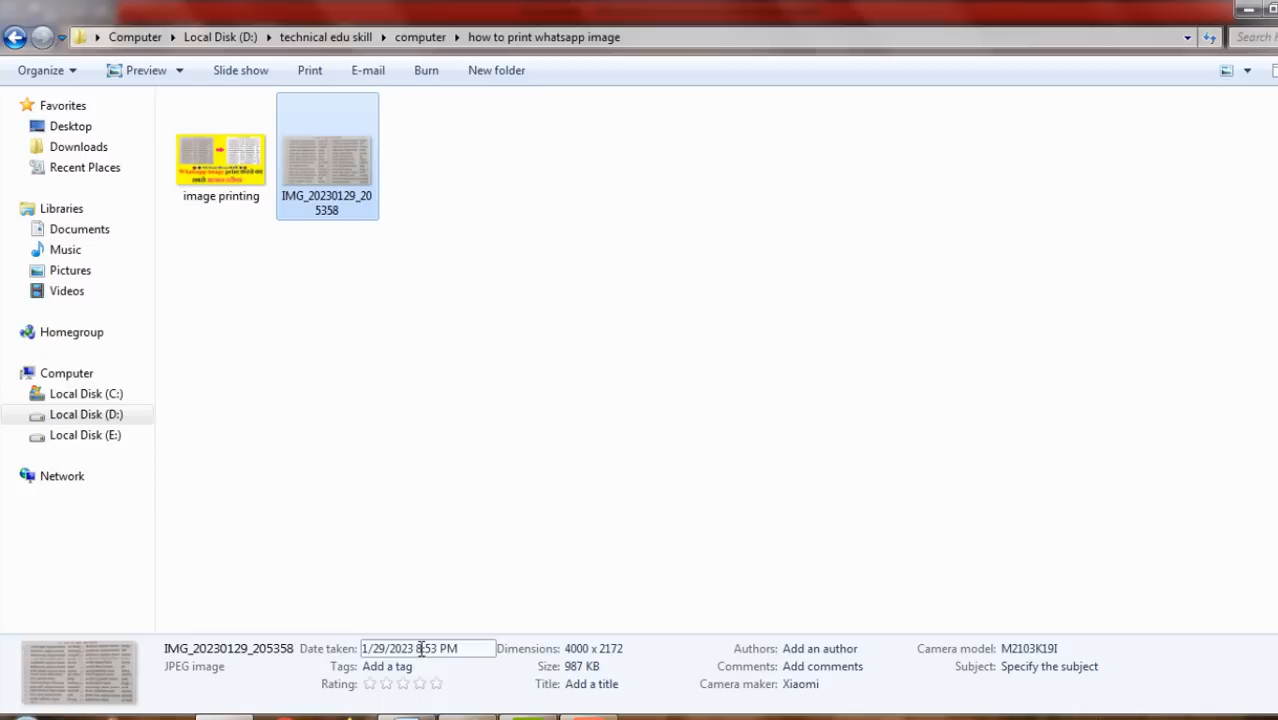 Computer ▸ Local Disk (D:) ▸ technical edu skill ▸ computer ▸ how to print whatsapp image
Search
Organize Preview Slide show Print E-mail Burn New folder
Favorites
Desktop
Downloads
Recent Places
Libraries
Documents
Music
Pictures
Videos
Homegroup
Computer
Local Disk (C:)
Local Disk (D:)
Local Disk (E:)
Network
image printing
IMG_20230129_20
5358
IMG_20230129_205358 Date taken: 1/29/2023 8:53 PM Dimensions: 4000 x 2172 Authors: Add an author Camera model: M2103K19I
JPEG image Tags: Add a tag Size: 987 KB Comments: Add comments Subject: Specify the subject
Rating: Title: Add a title Camera maker: Xiaomi